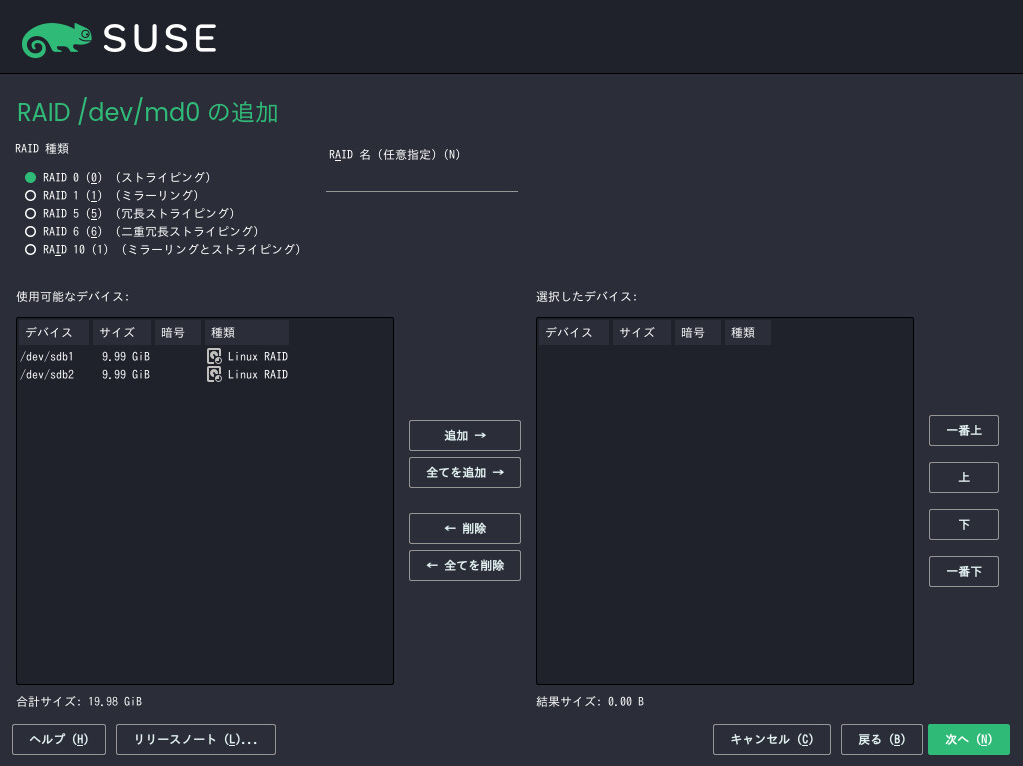 SUSE
RAID /dev/md0 の追加
RAID 種類
RAID 名 (任意指定) (N)
RAID 0 (0) (ストライピング)
RAID 1 (1) (ミラーリング)
RAID 5 (5) (冗長ストライピング)
RAID 6 (6) (二重冗長ストライピング)
RAID 10 (1) (ミラーリングとストライピング)
使用可能なデバイス:
デバイス サイズ 暗号 種類
/dev/sdb1 9.99 GiB Linux RAID
/dev/sdb2 9.99 GiB Linux RAID
合計サイズ: 19.98 GiB
追加 →
全てを追加 →
← 削除
← 全てを削除
選択したデバイス:
デバイス サイズ 暗号 種類
結果サイズ: 0.00 B
一番上
上
下
一番下
ヘルプ (H) リリースノート (L)... キャンセル (C) 戻る (B) 次へ (N)